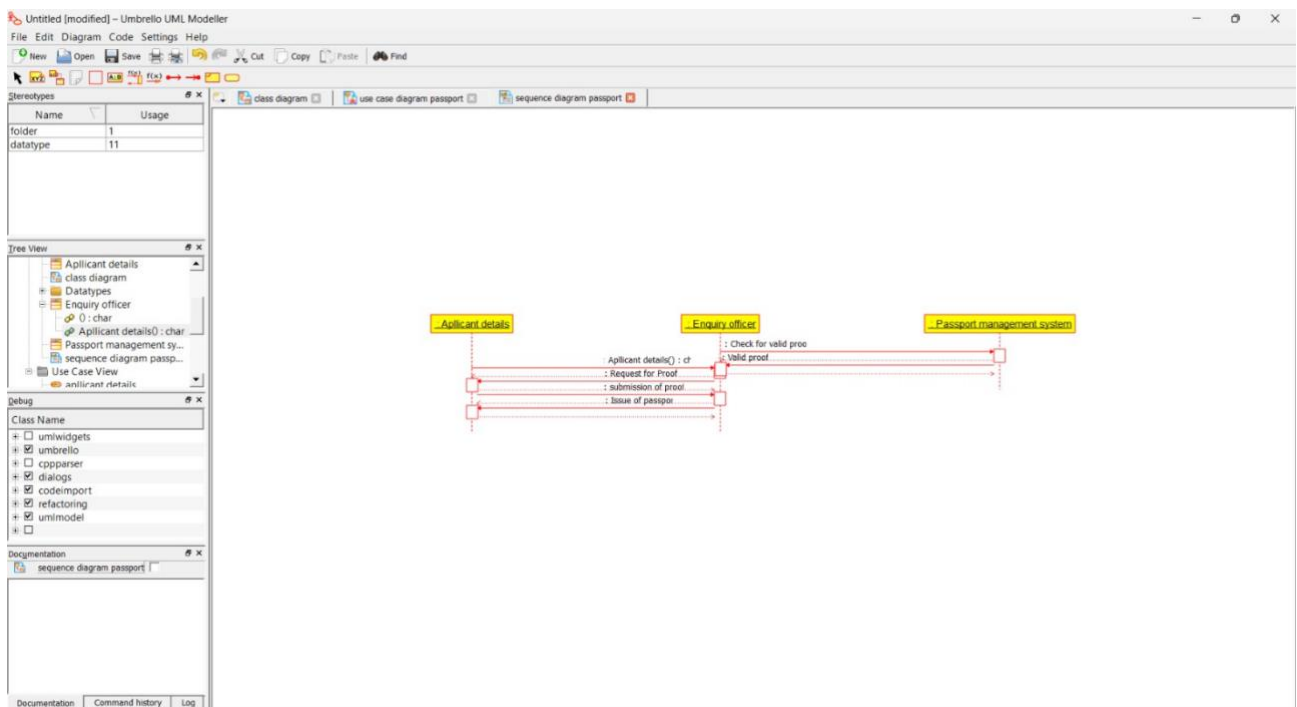 Untitled [modified] – Umbrello UML Modeller
File Edit Diagram Code Settings Help
New Open Save Cut Copy Paste Find
XYZ A:B f(x) f(x)
Stereotypes
class diagram use case diagram passport sequence diagram passport
Name Usage
folder 1
datatype 11
Tree View
Apllicant details
class diagram
Datatypes
Enquiry officer
() : char
Apllicant details() : char
Passport management sy...
sequence diagram passp...
Use Case View
apllicant details
: Apllicant details
: Enquiry officer
: Passport management system
: Check for valid proo
: Valid proof
: Apllicant details() : ch
: Request for Proof
: submission of proof
: Issue of passpor
Debug
Class Name
umlwidgets
umbrello
cppparser
dialogs
codeimport
refactoring
umlmodel
Documentation
sequence diagram passport
Documentation Command history Log